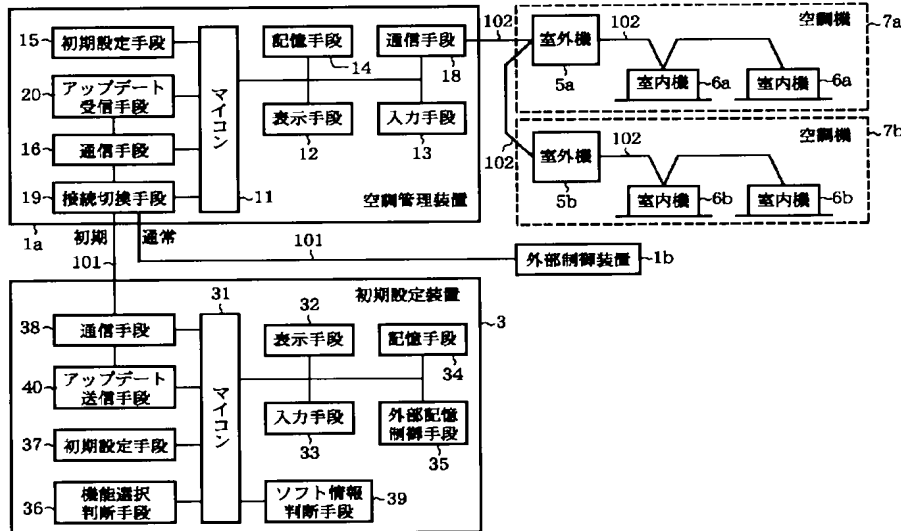 102
空調機
7a
15
初期設定手段
記憶手段
通信手段
14
18
室外機
5a
102
20
アップデート
受信手段
マイコン
室内機
6a
室内機
6a
16
通信手段
表示手段
12
入力手段
13
102
空調機
7b
室外機
5b
102
19
接続切換手段
11
空調管理装置
室内機
6b
室内機
6b
1a
初期
通常
101
101
外部制御装置
1b
31
初期設定装置
3
38
通信手段
32
表示手段
記憶手段
34
40
アップデート
送信手段
マイコン
入力手段
33
外部記憶
制御手段
35
37
初期設定手段
36
機能選択
判断手段
ソフト情報
判断手段
39